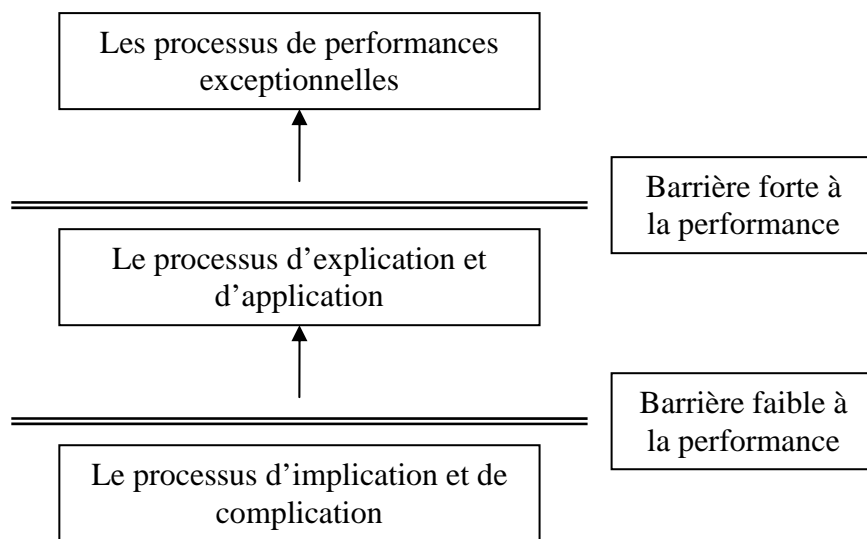 Les processus de performances
exceptionnelles
Barrière forte à
la performance
Le processus d’explication et
d’application
Barrière faible à
la performance
Le processus d’implication et de
complication